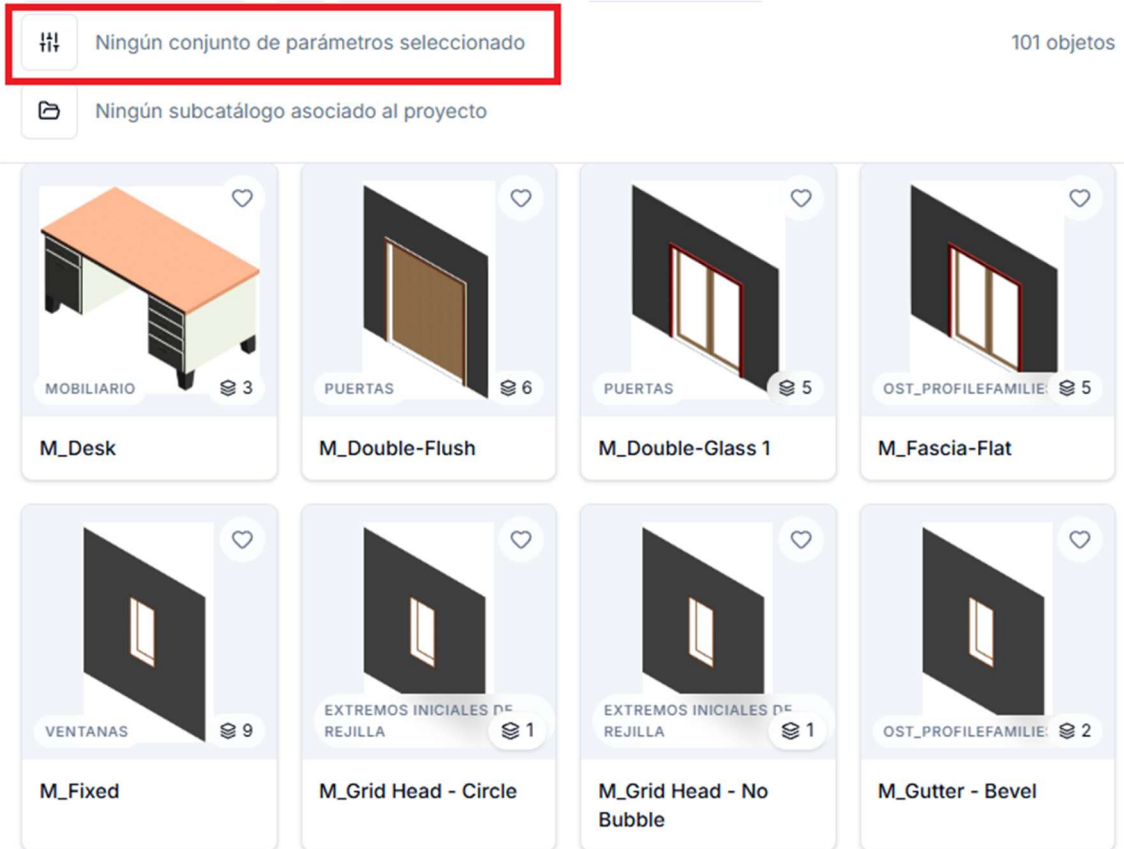 Ningún conjunto de parámetros seleccionado
101 objetos
Ningún subcatálogo asociado al proyecto
MOBILIARIO
3
PUERTAS
6
PUERTAS
5
OST_PROFILEFAMILIE
5
M_Desk
M_Double-Flush
M_Double-Glass 1
M_Fascia-Flat
VENTANAS
9
EXTREMOS INICIALES DE
REJILLA
1
EXTREMOS INICIALES DE
REJILLA
1
OST_PROFILEFAMILIE
2
M_Fixed
M_Grid Head - Circle
M_Grid Head - No
Bubble
M_Gutter - Bevel